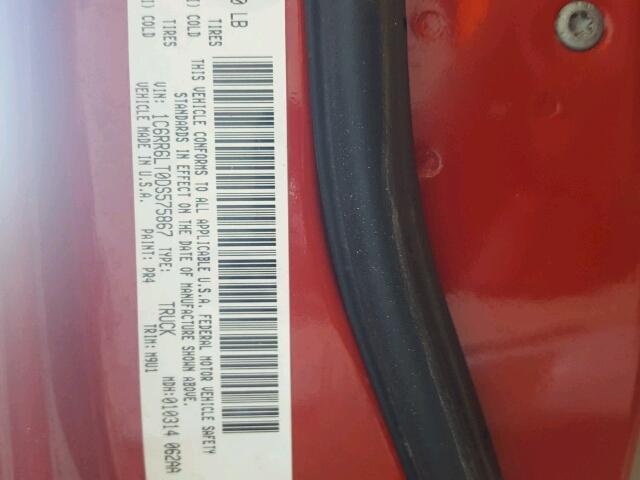 0 LB
TIRES
I) COLD
TIRES
I) COLD
THIS VEHICLE CONFORMS TO ALL APPLICABLE U.S.A. FEDERAL MOTOR VEHICLE SAFETY
STANDARDS IN EFFECT ON THE DATE OF MANUFACTURE SHOWN ABOVE.
VIN: 1C6RR6LT0DS575867 TYPE: TRUCK MDH:010314 062AA
VEHICLE MADE IN U.S.A. PAINT: PR4 TRIM: M9U1